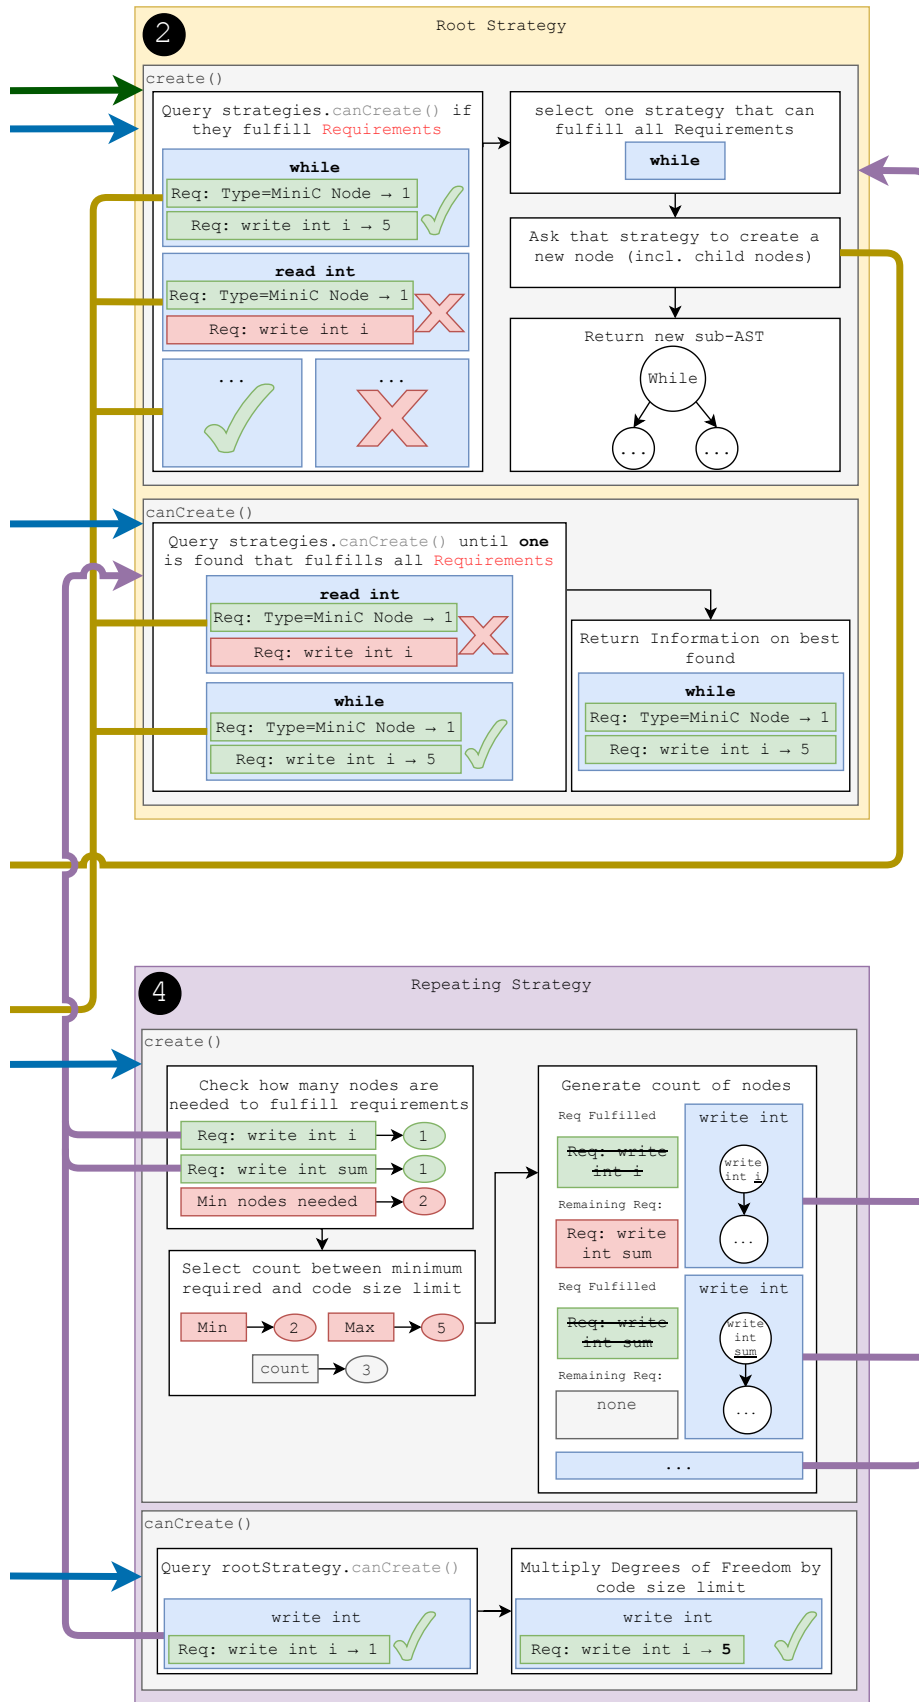 2
Root Strategy
create()
Query strategies.canCreate() if
they fulfill Requirements
while
Req: Type=MiniC Node → 1
Req: write int i → 5
read int
Req: Type=MiniC Node → 1
Req: write int i
...
...
select one strategy that can
fulfill all Requirements
while
Ask that strategy to create a
new node (incl. child nodes)
Return new sub-AST
While
...
...
canCreate()
Query strategies.canCreate() until one
is found that fulfills all Requirements
read int
Req: Type=MiniC Node → 1
Req: write int i
while
Req: Type=MiniC Node → 1
Req: write int i → 5
Return Information on best
found
while
Req: Type=MiniC Node → 1
Req: write int i → 5
4
Repeating Strategy
create()
Check how many nodes are
needed to fulfill requirements
Req: write int i
1
Req: write int sum
1
Min nodes needed
2
Select count between minimum
required and code size limit
Min
2
Max
5
count
3
Generate count of nodes
Req Fulfilled
Req: write
int i
Remaining Req:
Req: write
int sum
write int
write
int i
...
Req Fulfilled
Req: write
int sum
Remaining Req:
none
write int
write
int
sum
...
...
canCreate()
Query rootStrategy.canCreate()
write int
Req: write int i → 1
Multiply Degrees of Freedom by
code size limit
write int
Req: write int i → 5